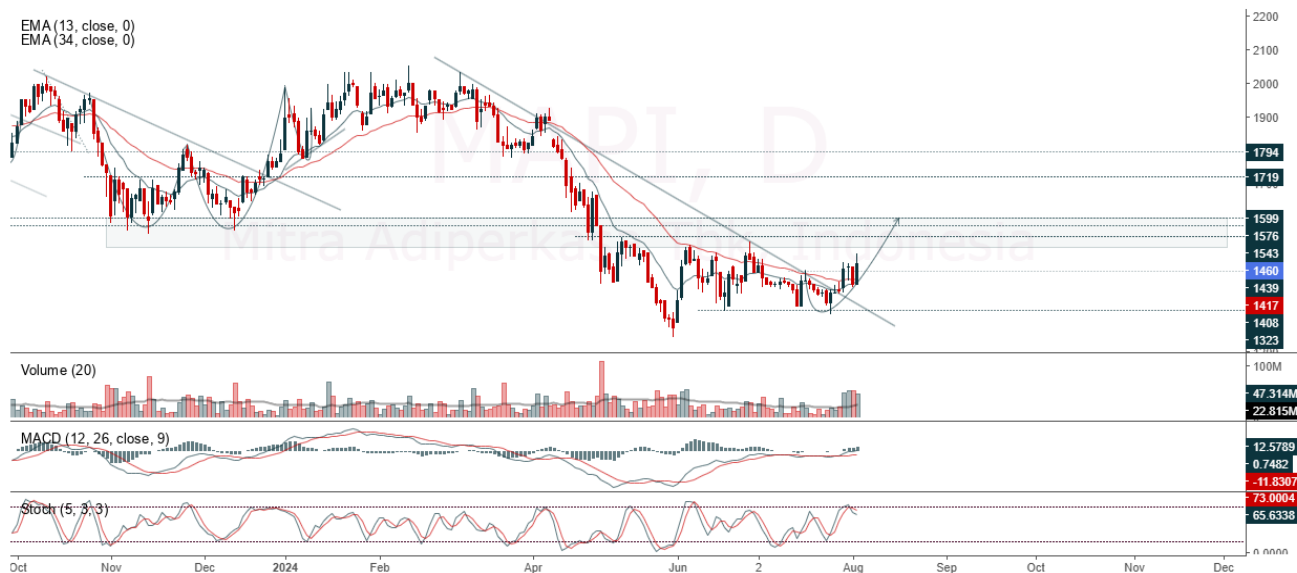 EMA (13, close, 0)
EMA (34, close, 0)
MAPI, D
Mitra Adiperkasa Tbk. Indonesia
2200
2100
2000
1900
1794
1719
1599
1576
1543
1460
1439
1417
1408
1323
Volume (20)
100M
47.314M
22.815M
MACD (12, 26, close, 9)
12.5789
0.7482
-11.8307
Stoch (5, 3, 3)
73.0004
65.6338
0.0000
Oct
Nov
Dec
2024
Feb
Apr
Jun
2
Aug
Sep
Oct
Nov
Dec